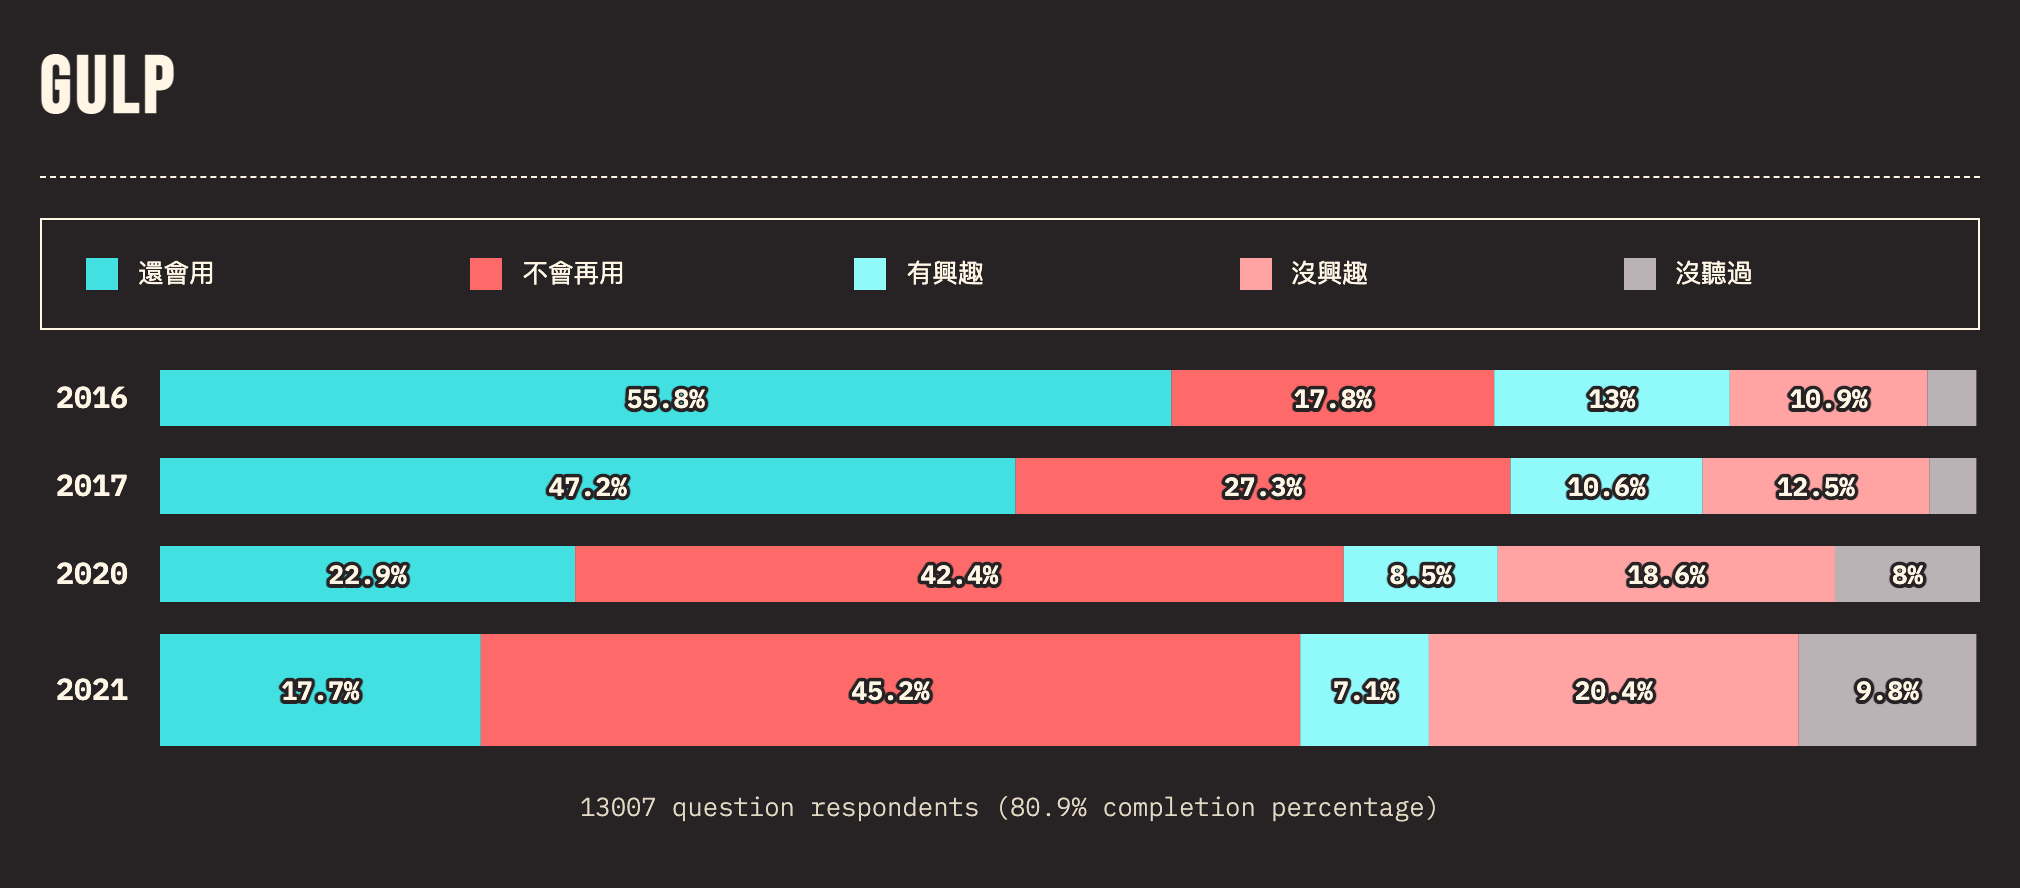 GULP
還會用 不會再用 有興趣 沒興趣 沒聽過
2016 55.8% 17.8% 13% 10.9%
2017 47.2% 27.3% 10.6% 12.5%
2020 22.9% 42.4% 8.5% 18.6% 8%
2021 17.7% 45.2% 7.1% 20.4% 9.8%
13007 question respondents (80.9% completion percentage)